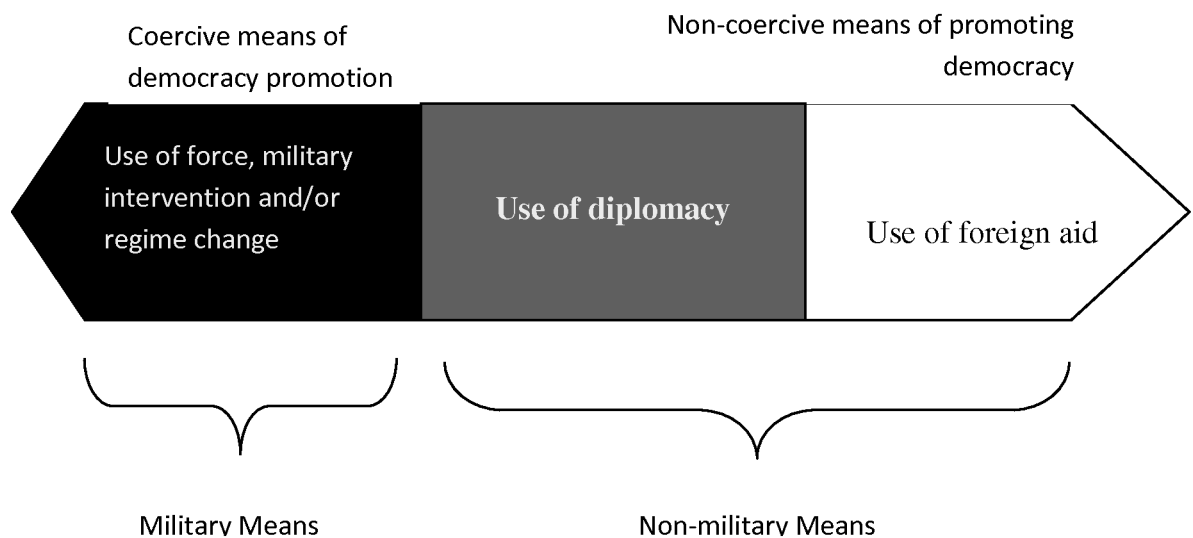 Coercive means of
democracy promotion
Non-coercive means of promoting
democracy
Use of force, military
intervention and/or
regime change
Use of diplomacy
Use of foreign aid
Military Means
Non-military Means